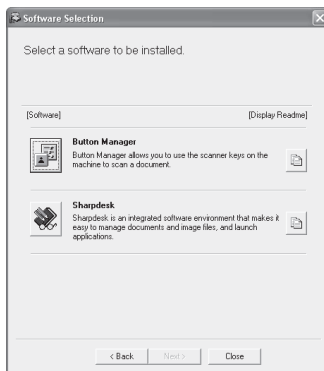 Software Selection
Select a software to be installed.
[Software] [Display Readme]
Button Manager
Button Manager allows you to use the scanner keys on the
machine to scan a document.
Sharpdesk
Sharpdesk is an integrated software environment that makes it
easy to manage documents and image files, and launch
applications.
< Back Next > Close